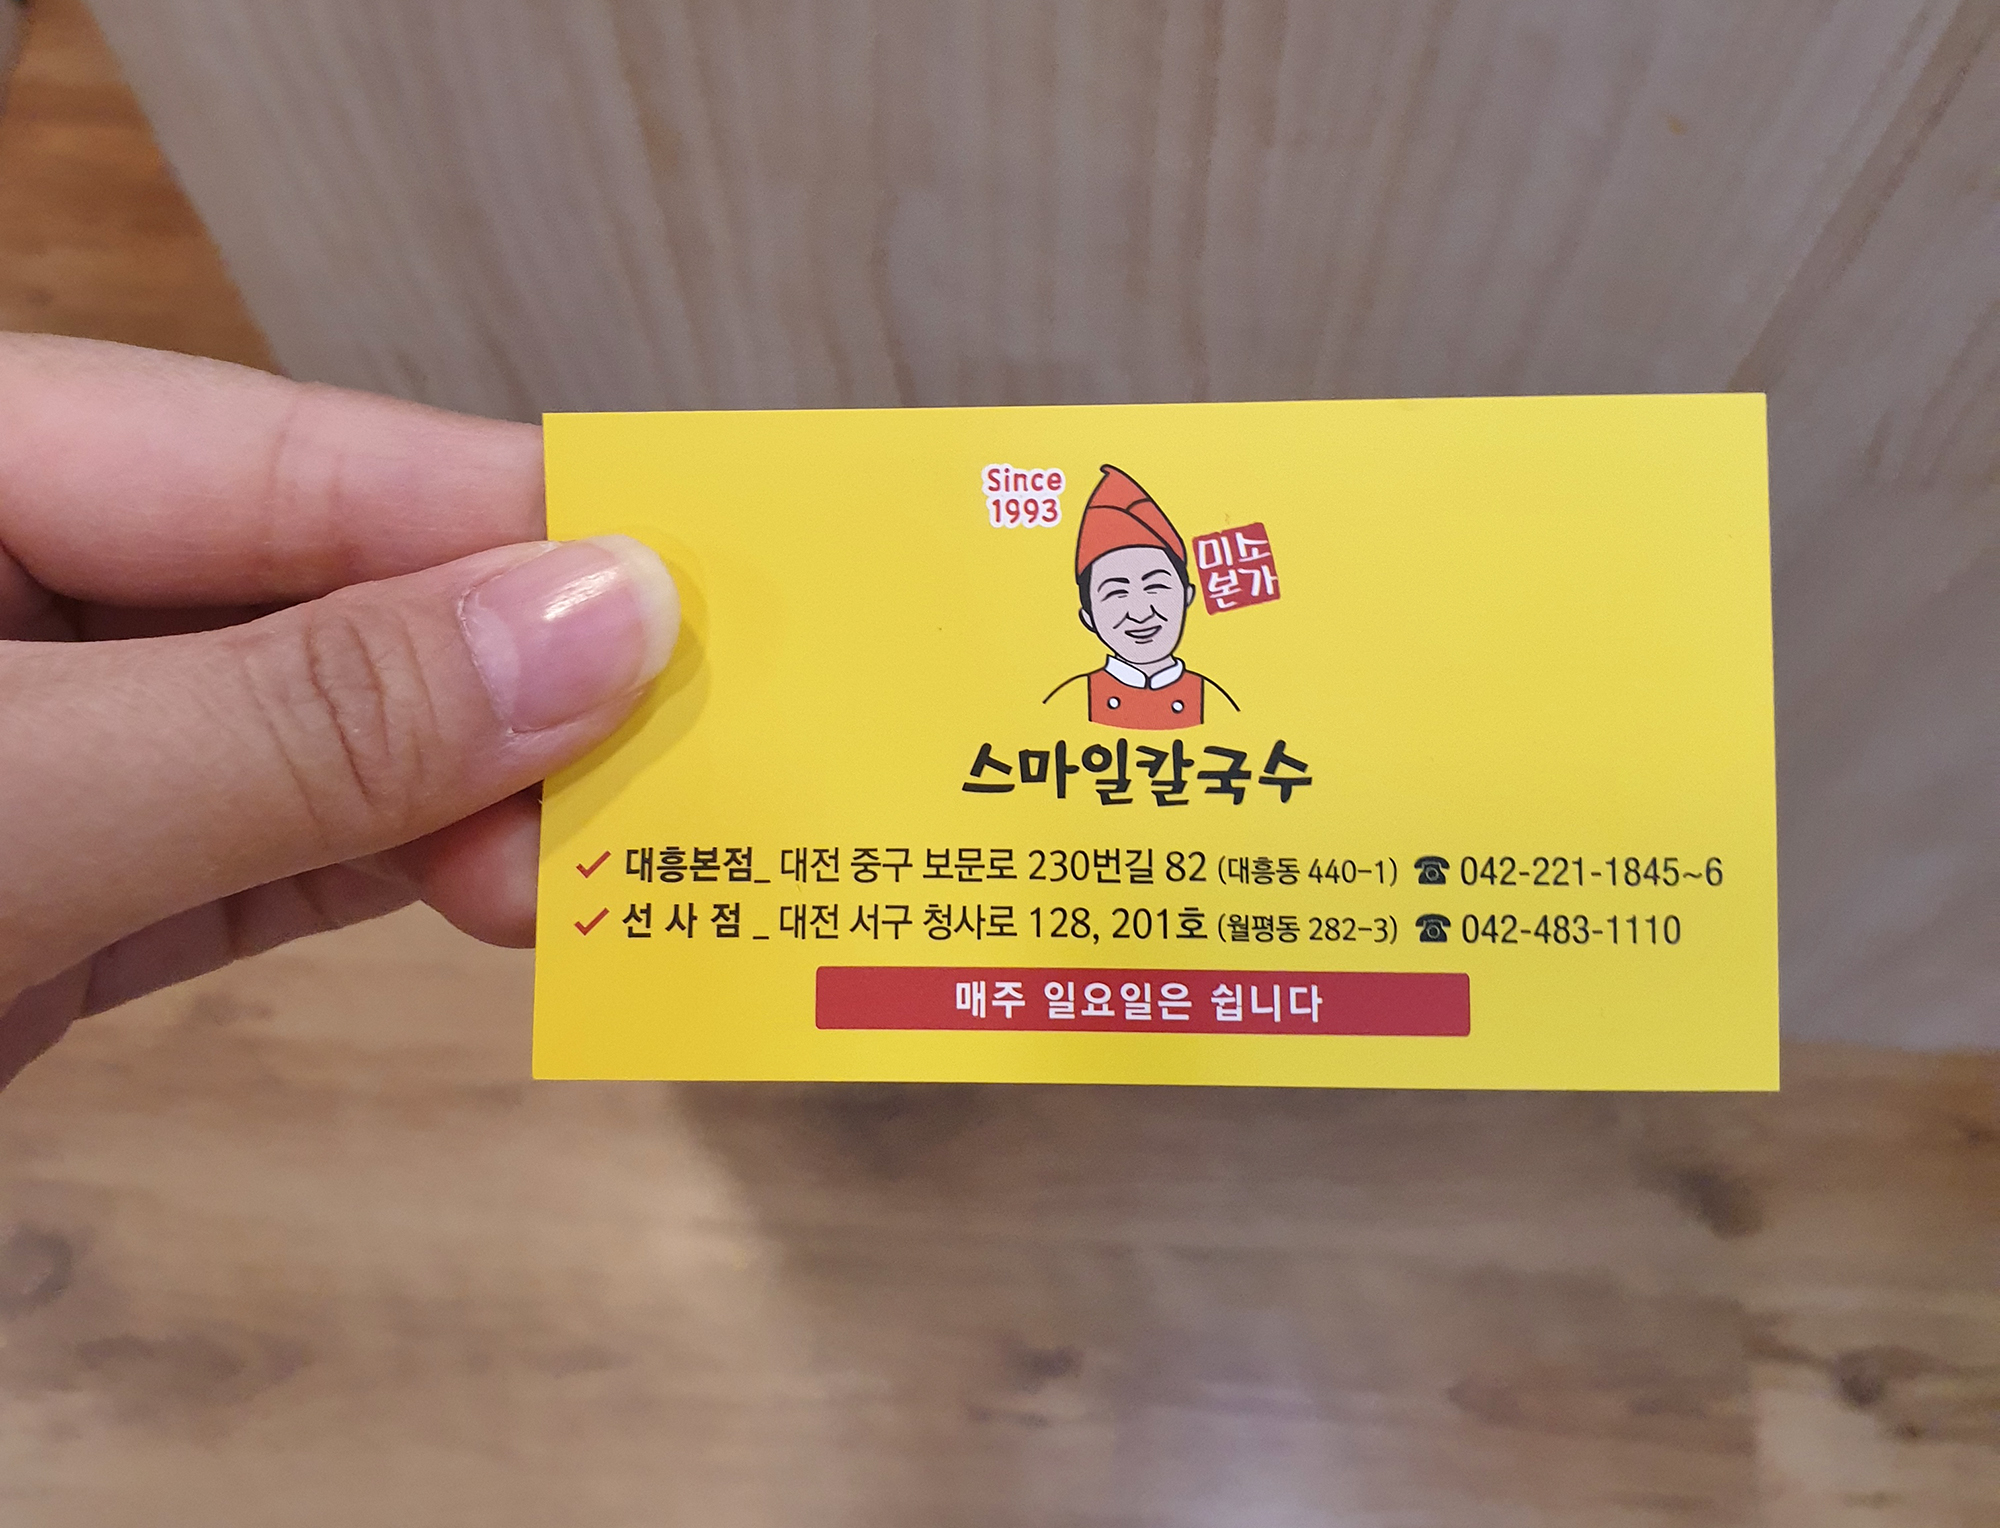 Since
1993
미소
본가
스마일칼국수
대흥본점_ 대전 중구 보문로 230번길 82 (대흥동 440-1) ☎ 042-221-1845~6
선 사 점 _ 대전 서구 청사로 128, 201호 (월평동 282-3) ☎ 042-483-1110
매주 일요일은 쉽니다